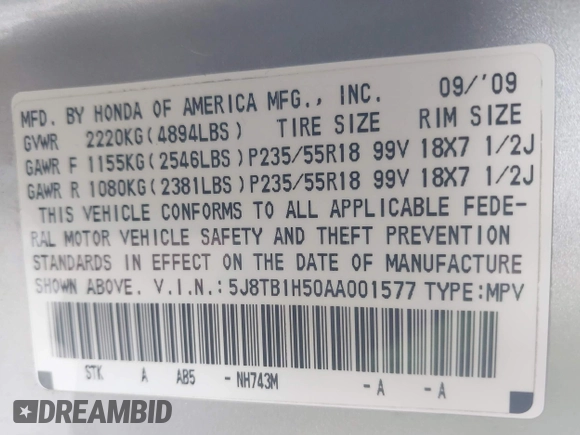 MFD. BY HONDA OF AMERICA MFG., INC. 09/'09
GVWR 2220KG(4894LBS) TIRE SIZE RIM SIZE
GAWR F 1155KG(2546LBS)P235/55R18 99V 18X7 1/2J
GAWR R 1080KG(2381LBS)P235/55R18 99V 18X7 1/2J
THIS VEHICLE CONFORMS TO ALL APPLICABLE FEDE-
RAL MOTOR VEHICLE SAFETY AND THEFT PREVENTION
STANDARDS IN EFFECT ON THE DATE OF MANUFACTURE
SHOWN ABOVE. V.I.N.:5J8TB1H50AA001577 TYPE:MPV
STK A AB5 - NH743M - A - A
DREAMBID